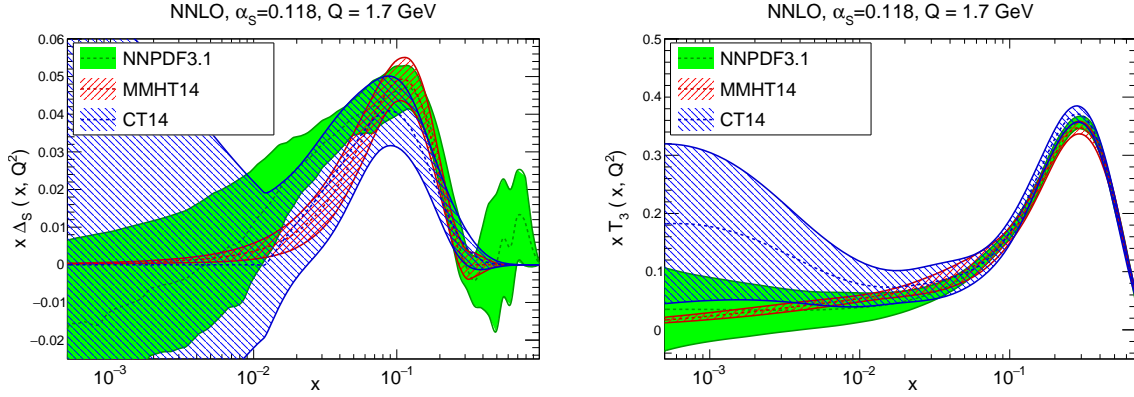 NNLO, α_S=0.118, Q = 1.7 GeV
0.06
0.05
0.04
0.03
0.02
0.01
0
−0.01
−0.02
x Δ_S ( x, Q²)
NNPDF3.1
MMHT14
CT14
10⁻³
10⁻²
10⁻¹
x
NNLO, α_S=0.118, Q = 1.7 GeV
0.5
0.4
0.3
0.2
0.1
0
x T₃ ( x, Q²)
NNPDF3.1
MMHT14
CT14
10⁻³
10⁻²
10⁻¹
x